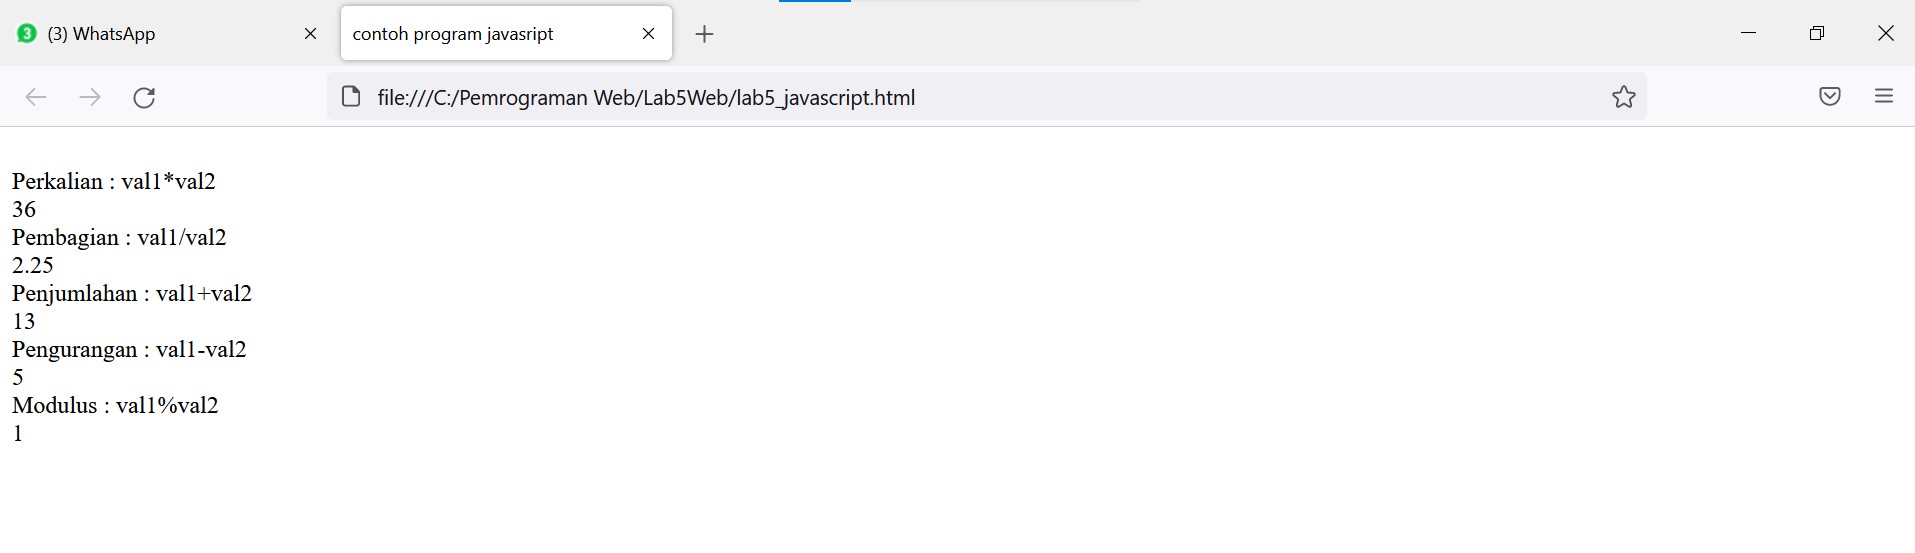 3 (3) WhatsApp
contoh program javasript
file:///C:/Pemrograman Web/Lab5Web/lab5_javascript.html
Perkalian : val1*val2
36
Pembagian : val1/val2
2.25
Penjumlahan : val1+val2
13
Pengurangan : val1-val2
5
Modulus : val1%val2
1